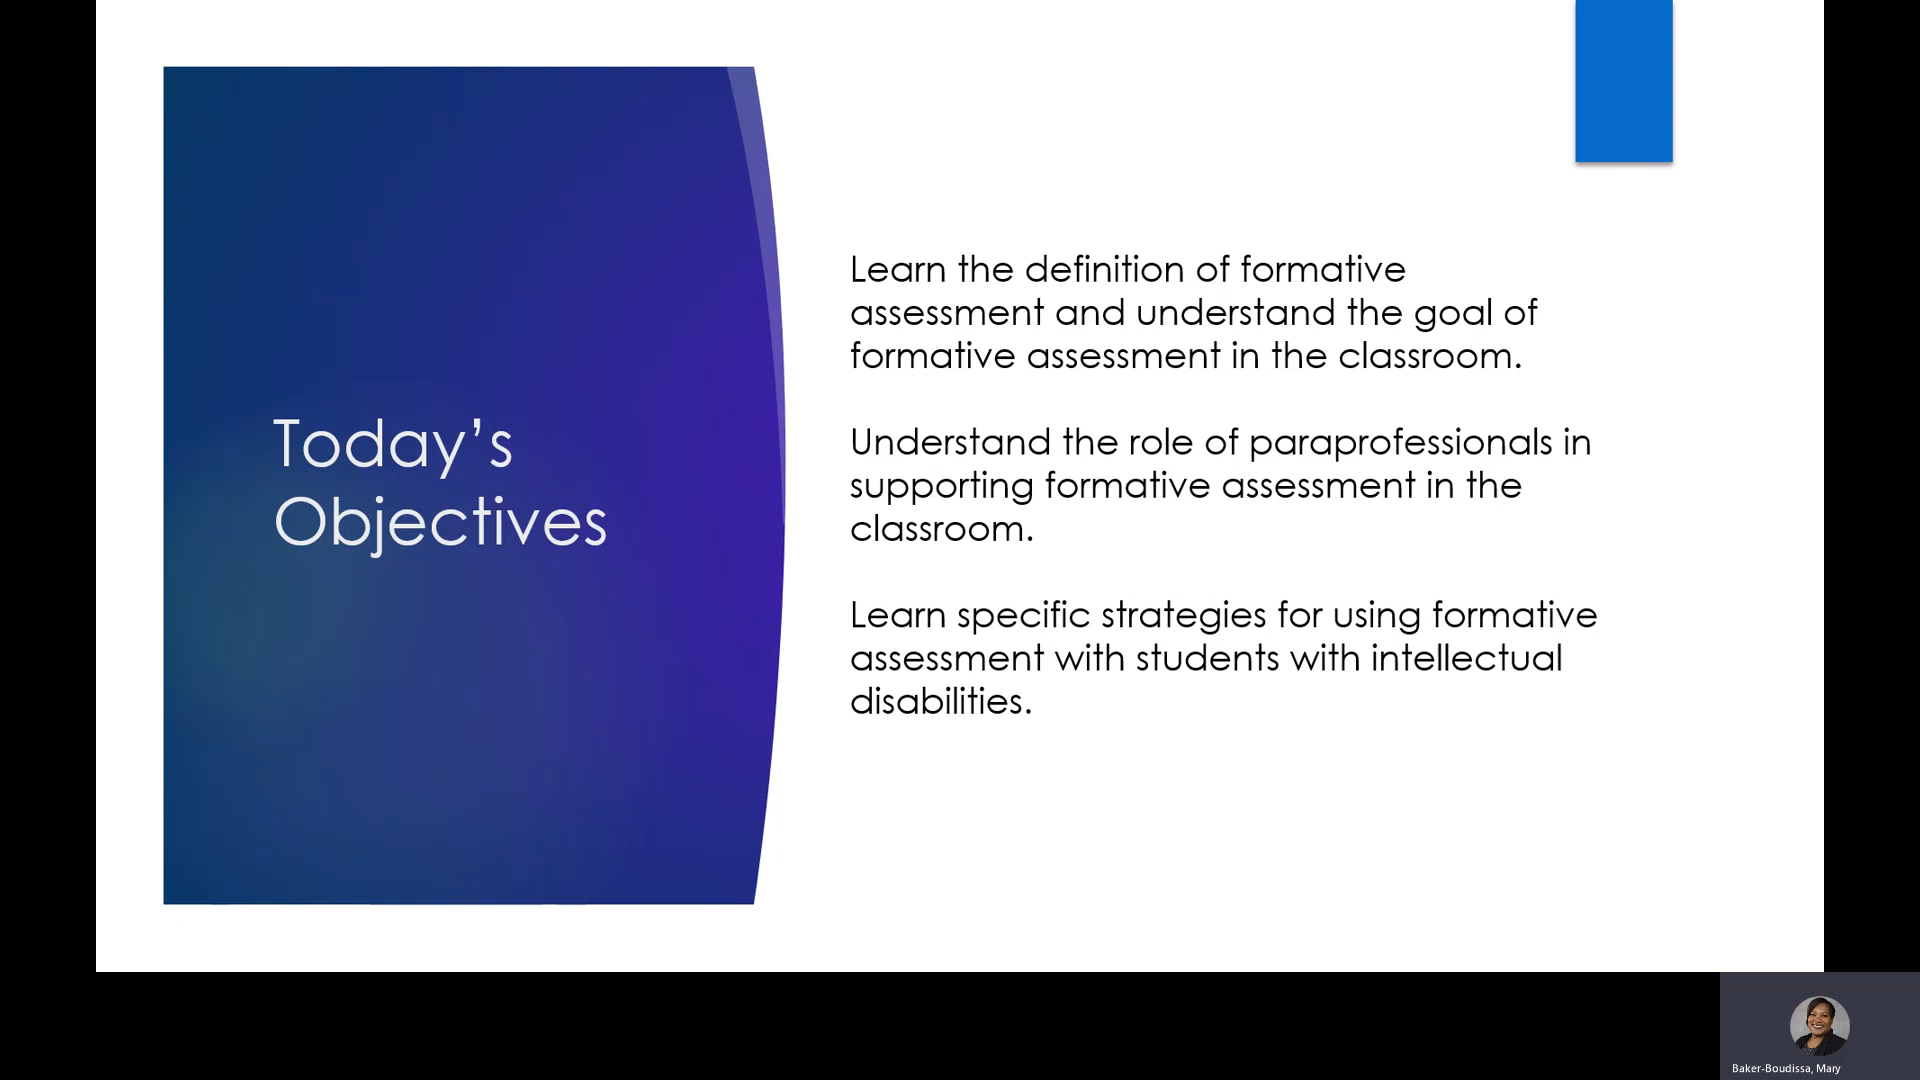 Today’s
Objectives
Learn the definition of formative
assessment and understand the goal of
formative assessment in the classroom.
Understand the role of paraprofessionals in
supporting formative assessment in the
classroom.
Learn specific strategies for using formative
assessment with students with intellectual
disabilities.
Baker-Boudissa, Mary